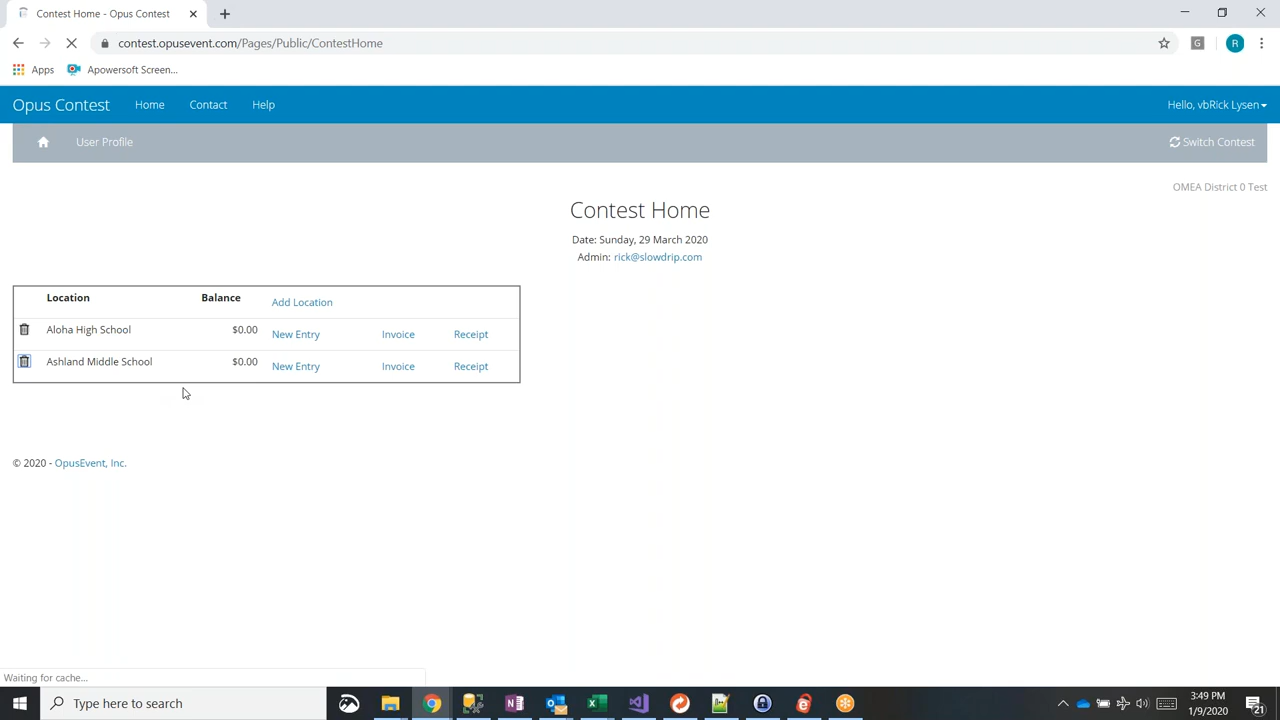 Contest Home - Opus Contest
contest.opusevent.com/Pages/Public/ContestHome
G
R
Apps
Apowersoft Screen...
Opus Contest
Home
Contact
Help
Hello, vbRick Lysen
User Profile
Switch Contest
OMEA District 0 Test
Contest Home
Date: Sunday, 29 March 2020
Admin: rick@slowdrip.com
Location Balance Add Location
Aloha High School $0.00 New Entry Invoice Receipt
Ashland Middle School $0.00 New Entry Invoice Receipt
© 2020 - OpusEvent, Inc.
Waiting for cache...
Type here to search
3:49 PM
1/9/2020
21